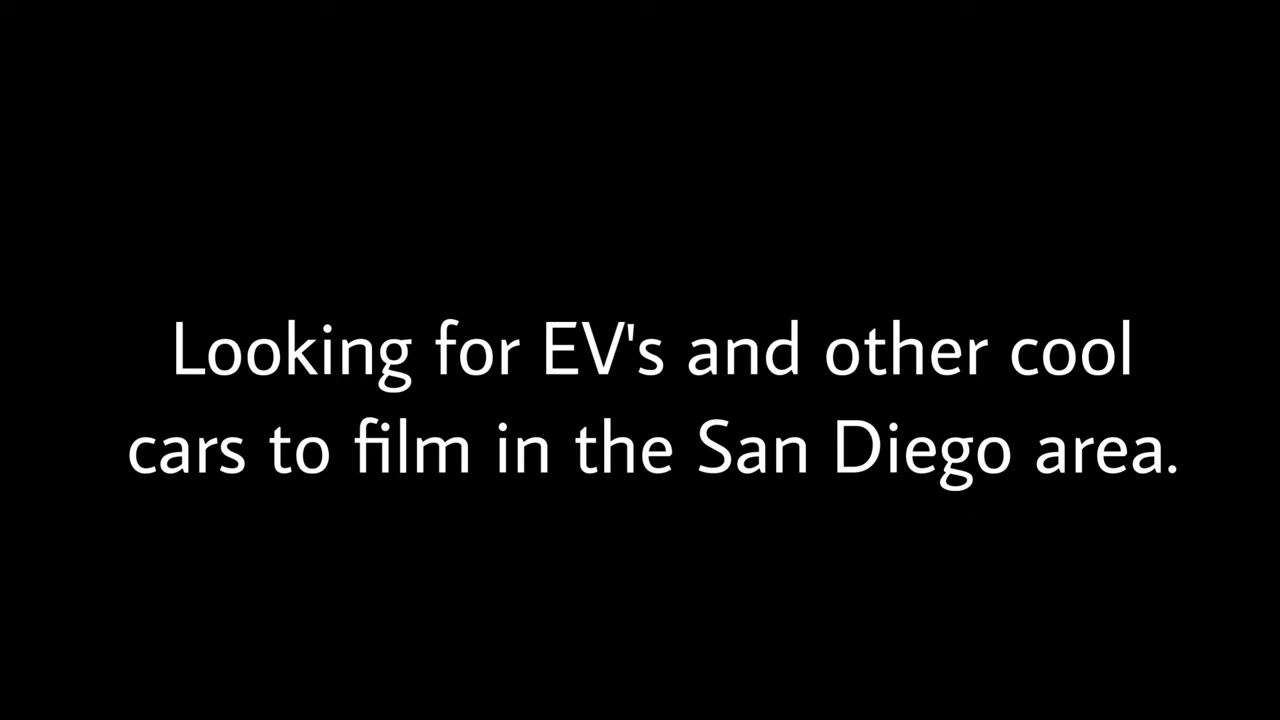 Looking for EV's and other cool
cars to film in the San Diego area.